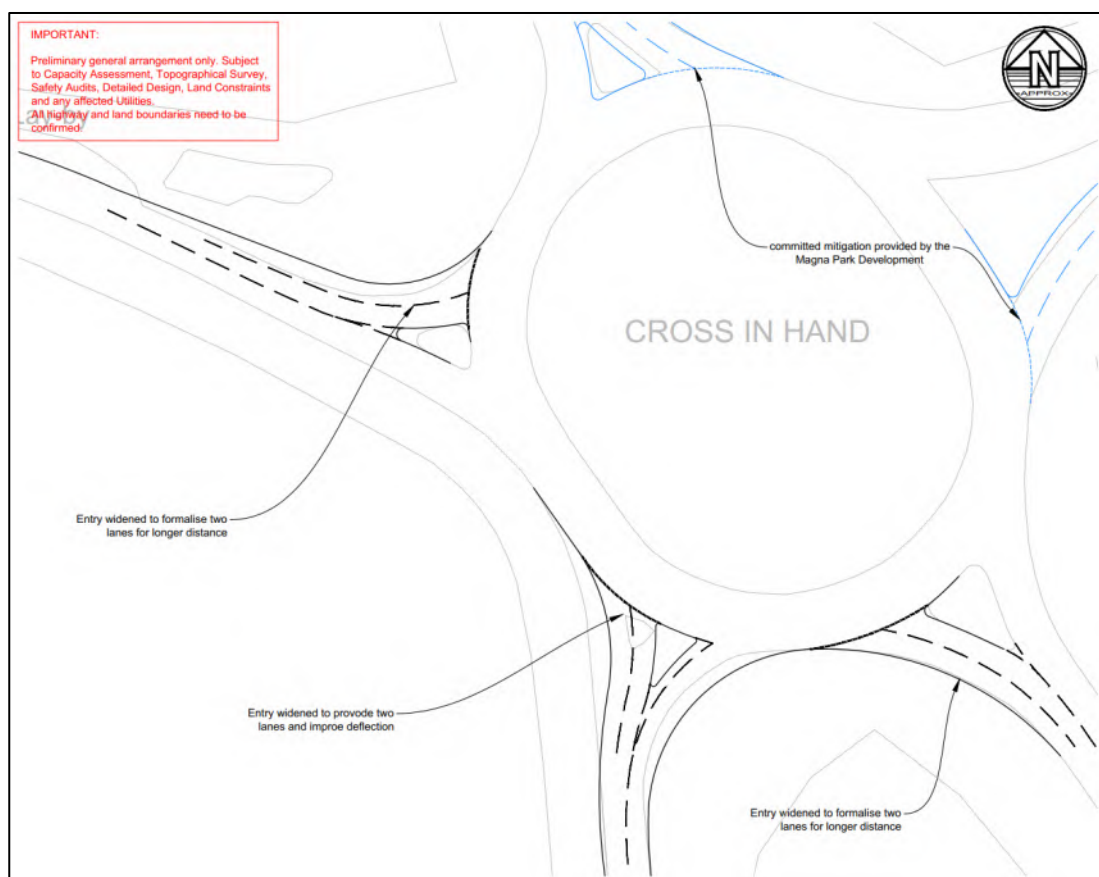 IMPORTANT:
Preliminary general arrangement only. Subject
to Capacity Assessment, Topographical Survey,
Safety Audits, Detailed Design, Land Constraints
and any affected Utilities.
All highway and land boundaries need to be
confirmed.
Lay-by
N
APPROX
committed mitigation provided by the
Magna Park Development
CROSS IN HAND
Entry widened to formalise two
lanes for longer distance
Entry widened to provode two
lanes and improe deflection
Entry widened to formalise two
lanes for longer distance